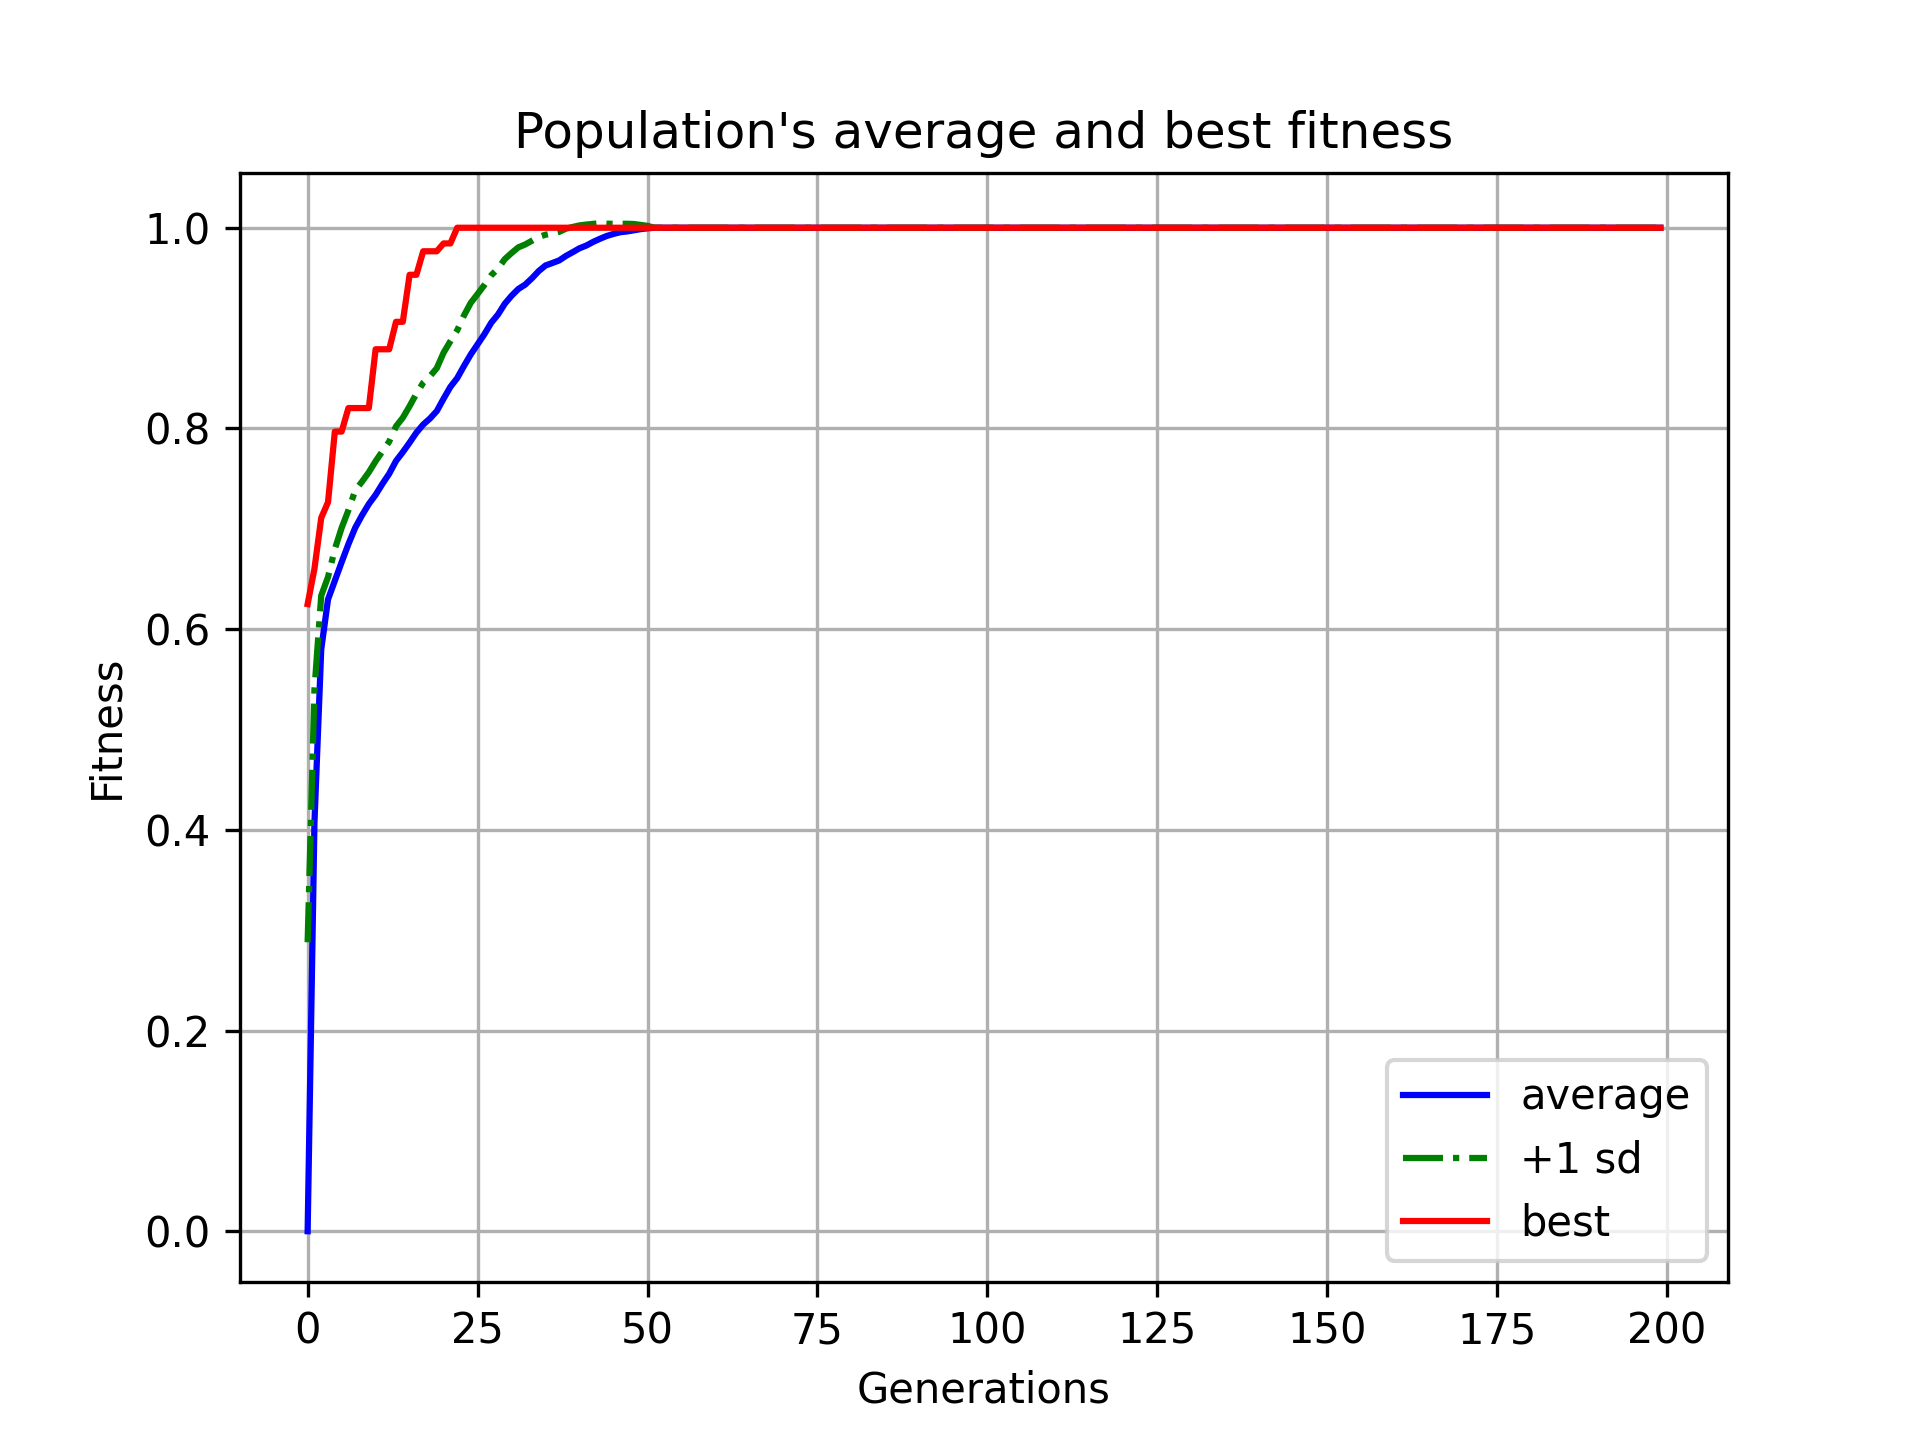 Population's average and best fitness
1.0
0.8
0.6
0.4
0.2
0.0
Fitness
average
+1 sd
best
0 25 50 75 100 125 150 175 200
Generations